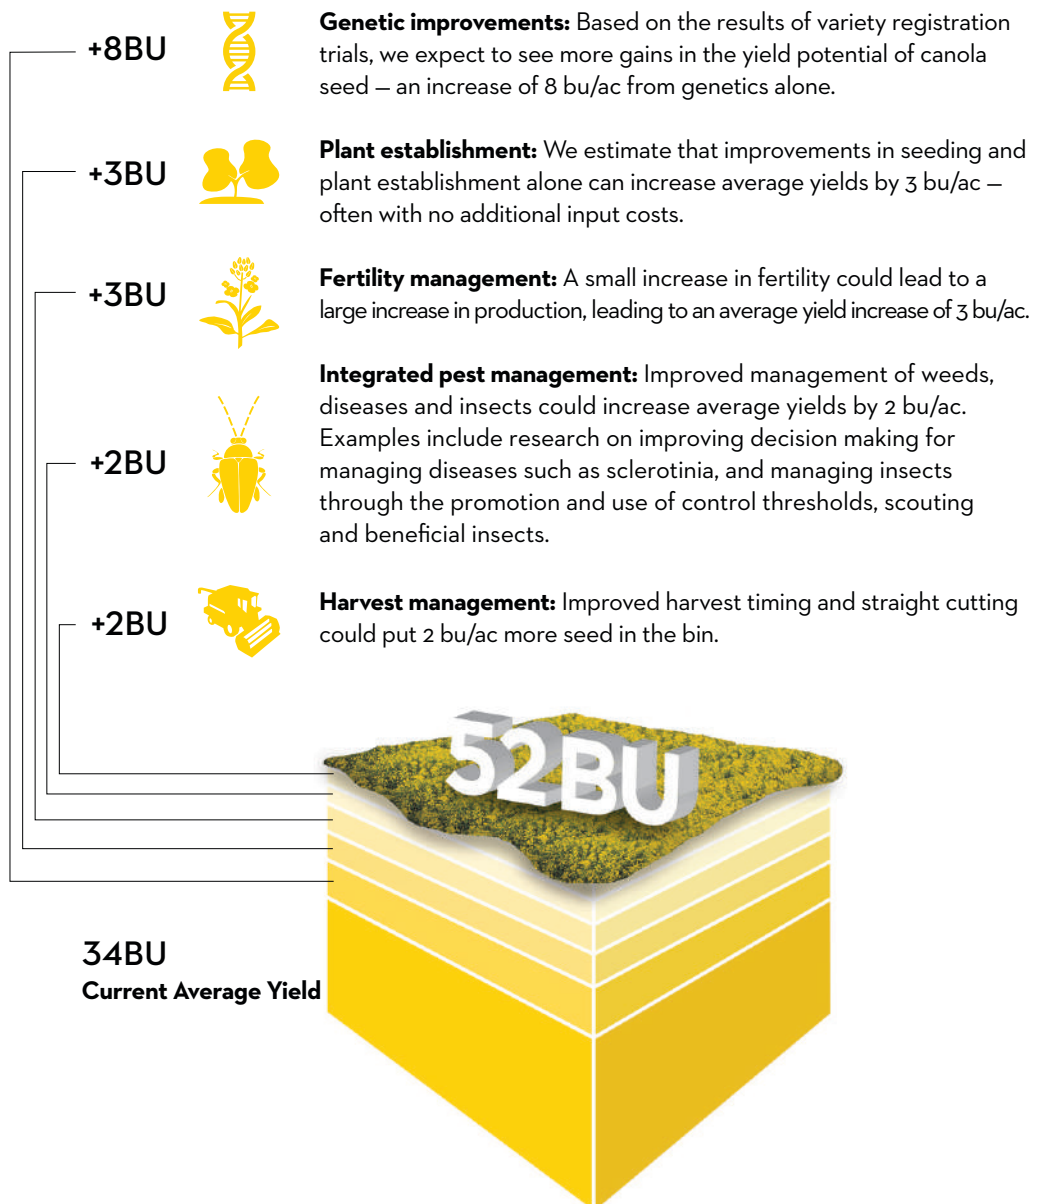 +8BU
Genetic improvements: Based on the results of variety registration
trials, we expect to see more gains in the yield potential of canola
seed — an increase of 8 bu/ac from genetics alone.
+3BU
Plant establishment: We estimate that improvements in seeding and
plant establishment alone can increase average yields by 3 bu/ac —
often with no additional input costs.
+3BU
Fertility management: A small increase in fertility could lead to a
large increase in production, leading to an average yield increase of 3 bu/ac.
+2BU
Integrated pest management: Improved management of weeds,
diseases and insects could increase average yields by 2 bu/ac.
Examples include research on improving decision making for
managing diseases such as sclerotinia, and managing insects
through the promotion and use of control thresholds, scouting
and beneficial insects.
+2BU
Harvest management: Improved harvest timing and straight cutting
could put 2 bu/ac more seed in the bin.
52BU
34BU
Current Average Yield